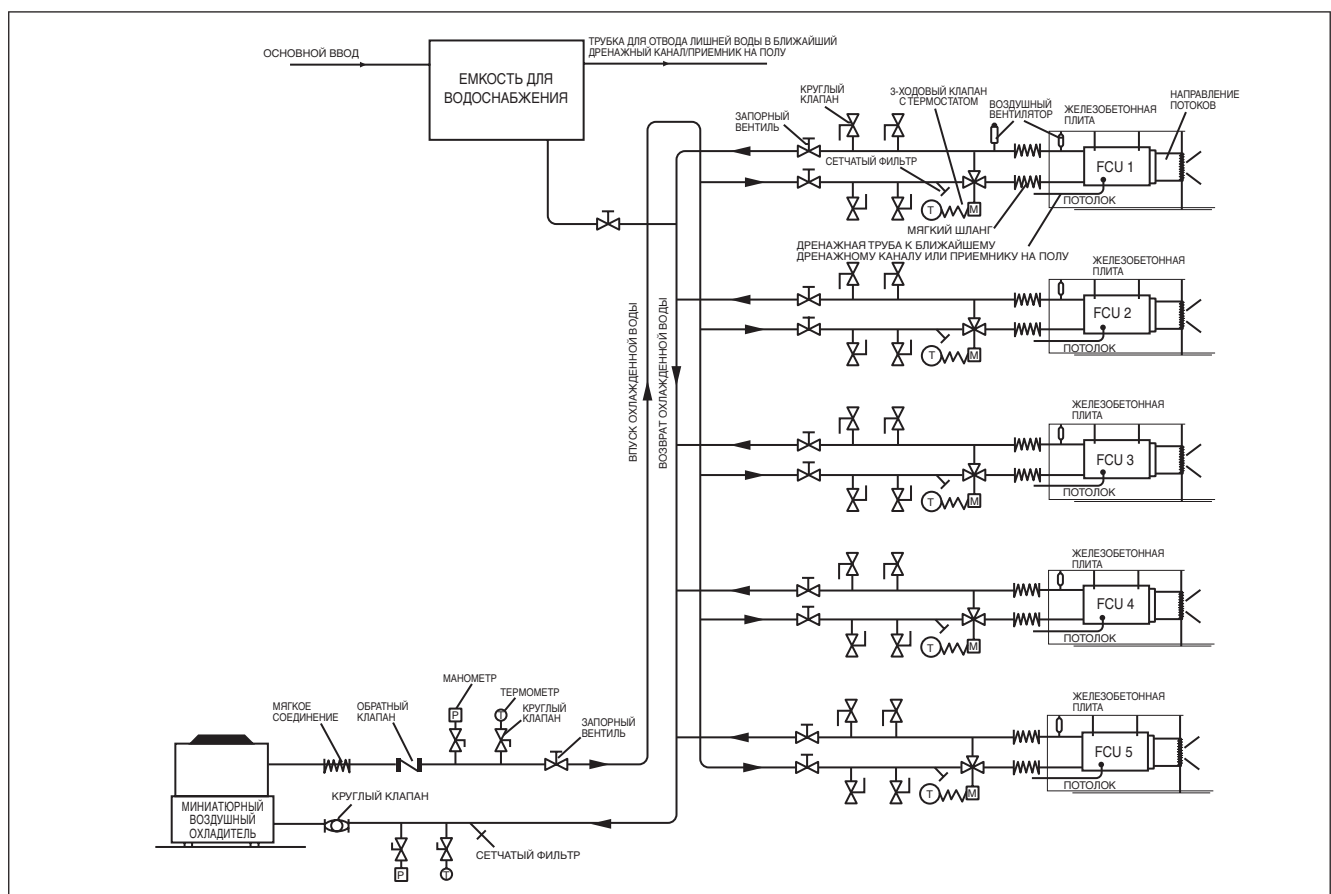 ОСНОВНОЙ ВВОД
ЕМКОСТЬ ДЛЯ
ВОДОСНАБЖЕНИЯ
ТРУБКА ДЛЯ ОТВОДА ЛИШНЕЙ ВОДЫ В БЛИЖАЙШИЙ
ДРЕНАЖНЫЙ КАНАЛ/ПРИЕМНИК НА ПОЛУ
ЗАПОРНЫЙ
ВЕНТИЛЬ
КРУГЛЫЙ
КЛАПАН
3-ХОДОВЫЙ КЛАПАН
С ТЕРМОСТАТОМ
ВОЗДУШНЫЙ
ВЕНТИЛЯТОР
ЖЕЛЕЗОБЕТОННАЯ
ПЛИТА
НАПРАВЛЕНИЕ
ПОТОКОВ
СЕТЧАТЫЙ ФИЛЬТР
FCU 1
T
M
ПОТОЛОК
МЯГКИЙ ШЛАНГ
ДРЕНАЖНАЯ ТРУБА К БЛИЖАЙШЕМУ
ДРЕНАЖНОМУ КАНАЛУ ИЛИ ПРИЕМНИКУ НА ПОЛУ
ЖЕЛЕЗОБЕТОННАЯ
ПЛИТА
FCU 2
T
M
ПОТОЛОК
ВПУСК ОХЛАЖДЕННОЙ ВОДЫ
ВОЗВРАТ ОХЛАЖДЕННОЙ ВОДЫ
ЖЕЛЕЗОБЕТОННАЯ
ПЛИТА
FCU 3
T
M
ПОТОЛОК
ЖЕЛЕЗОБЕТОННАЯ
ПЛИТА
FCU 4
T
M
ПОТОЛОК
ЖЕЛЕЗОБЕТОННАЯ
ПЛИТА
FCU 5
T
M
ПОТОЛОК
МЯГКОЕ
СОЕДИНЕНИЕ
ОБРАТНЫЙ
КЛАПАН
МАНОМЕТР
P
ТЕРМОМЕТР
T
КРУГЛЫЙ
КЛАПАН
ЗАПОРНЫЙ
ВЕНТИЛЬ
МИНИАТЮРНЫЙ
ВОЗДУШНЫЙ
ОХЛАДИТЕЛЬ
КРУГЛЫЙ КЛАПАН
СЕТЧАТЫЙ ФИЛЬТР
P
T